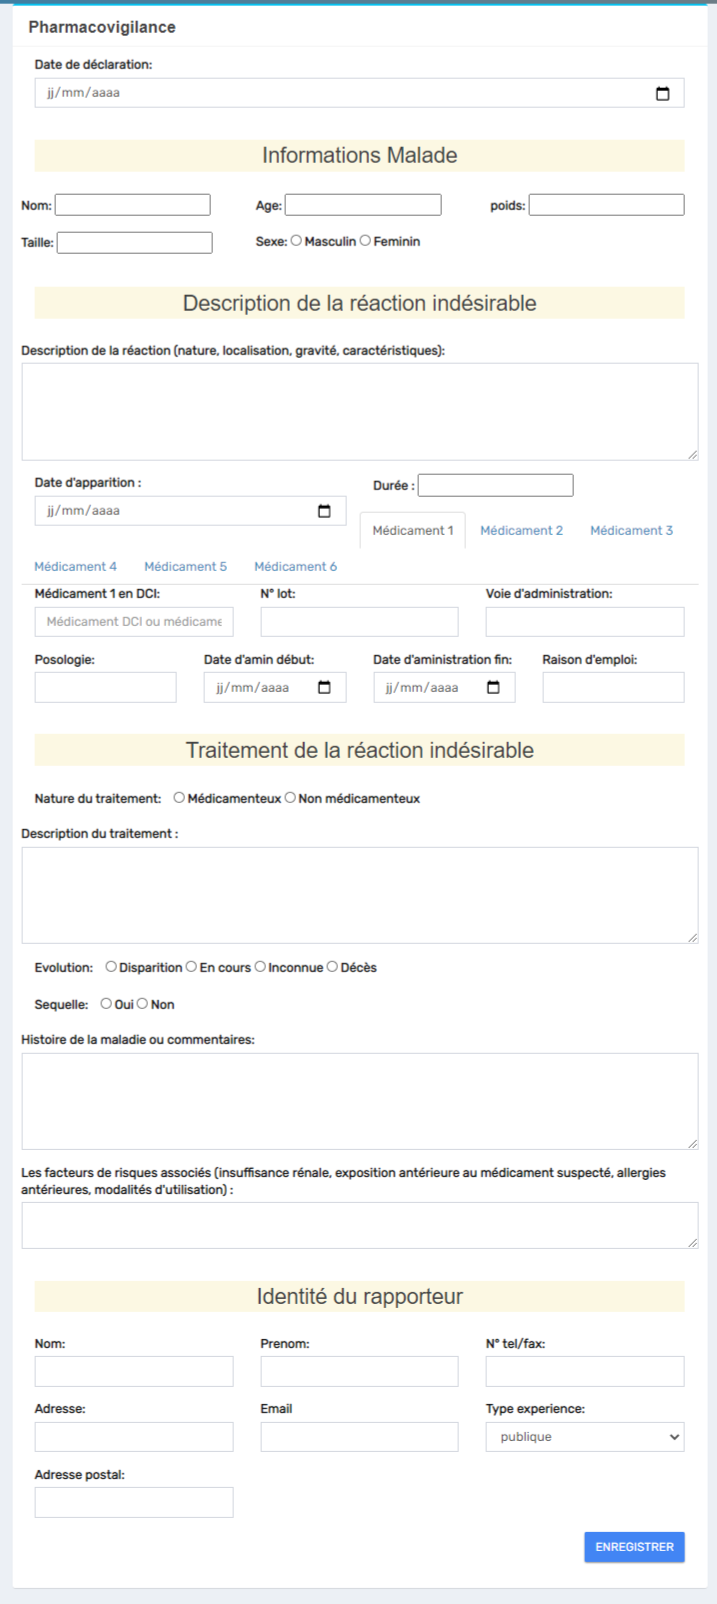 Pharmacovigilance
Date de déclaration:
jj/mm/aaaa
Informations Malade
Nom: Age: poids:
Taille: Sexe: Masculin Feminin
Description de la réaction indésirable
Description de la réaction (nature, localisation, gravité, caractéristiques):
Date d'apparition : Durée :
jj/mm/aaaa
Médicament 1 Médicament 2 Médicament 3
Médicament 4 Médicament 5 Médicament 6
Médicament 1 en DCI: N° lot: Voie d'administration:
Médicament DCI ou médicame
Posologie: Date d'amin début: Date d'aministration fin: Raison d'emploi:
jj/mm/aaaa jj/mm/aaaa
Traitement de la réaction indésirable
Nature du traitement: Médicamenteux Non médicamenteux
Description du traitement :
Evolution: Disparition En cours Inconnue Décès
Sequelle: Oui Non
Histoire de la maladie ou commentaires:
Les facteurs de risques associés (insuffisance rénale, exposition antérieure au médicament suspecté, allergies
antérieures, modalités d'utilisation) :
Identité du rapporteur
Nom: Prenom: N° tel/fax:
Adresse: Email Type experience:
publique
Adresse postal:
ENREGISTRER